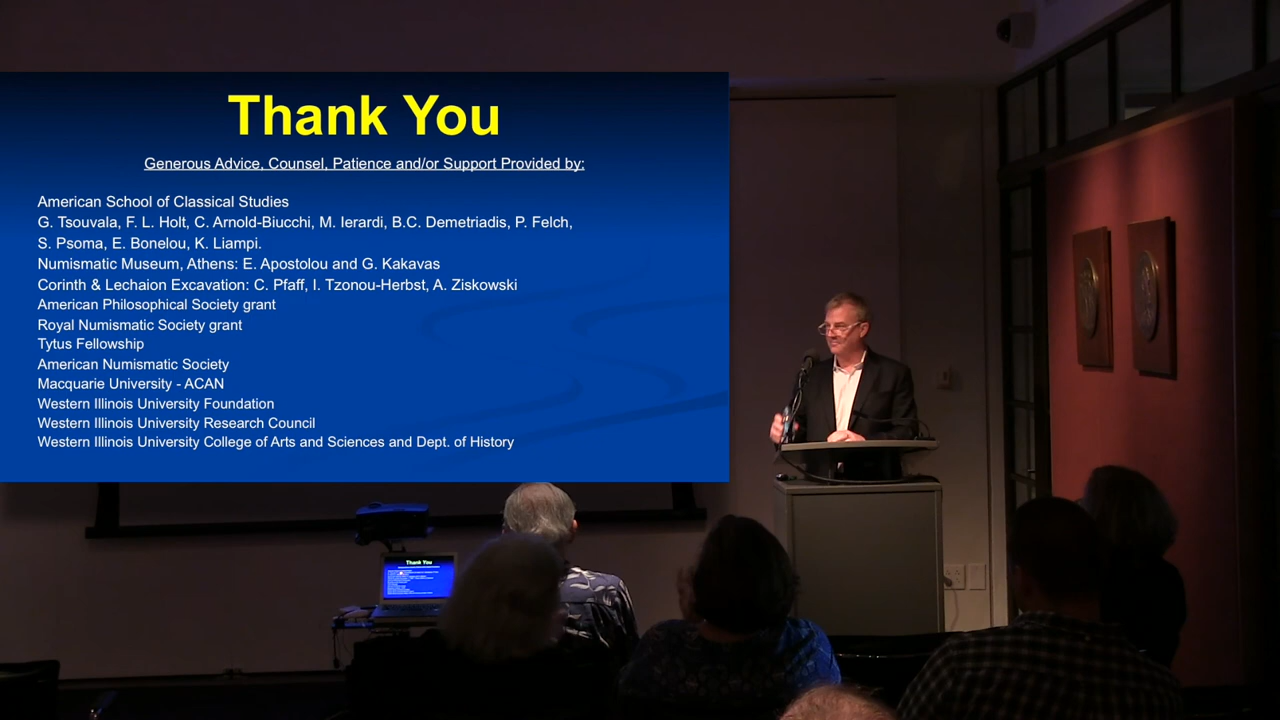 Thank You
Generous Advice, Counsel, Patience and/or Support Provided by:
American School of Classical Studies
G. Tsouvala, F. L. Holt, C. Arnold-Biucchi, M. Ierardi, B.C. Demetriadis, P. Felch,
S. Psoma, E. Bonelou, K. Liampi.
Numismatic Museum, Athens: E. Apostolou and G. Kakavas
Corinth & Lechaion Excavation: C. Pfaff, I. Tzonou-Herbst, A. Ziskowski
American Philosophical Society grant
Royal Numismatic Society grant
Tytus Fellowship
American Numismatic Society
Macquarie University - ACAN
Western Illinois University Foundation
Western Illinois University Research Council
Western Illinois University College of Arts and Sciences and Dept. of History
Thank You